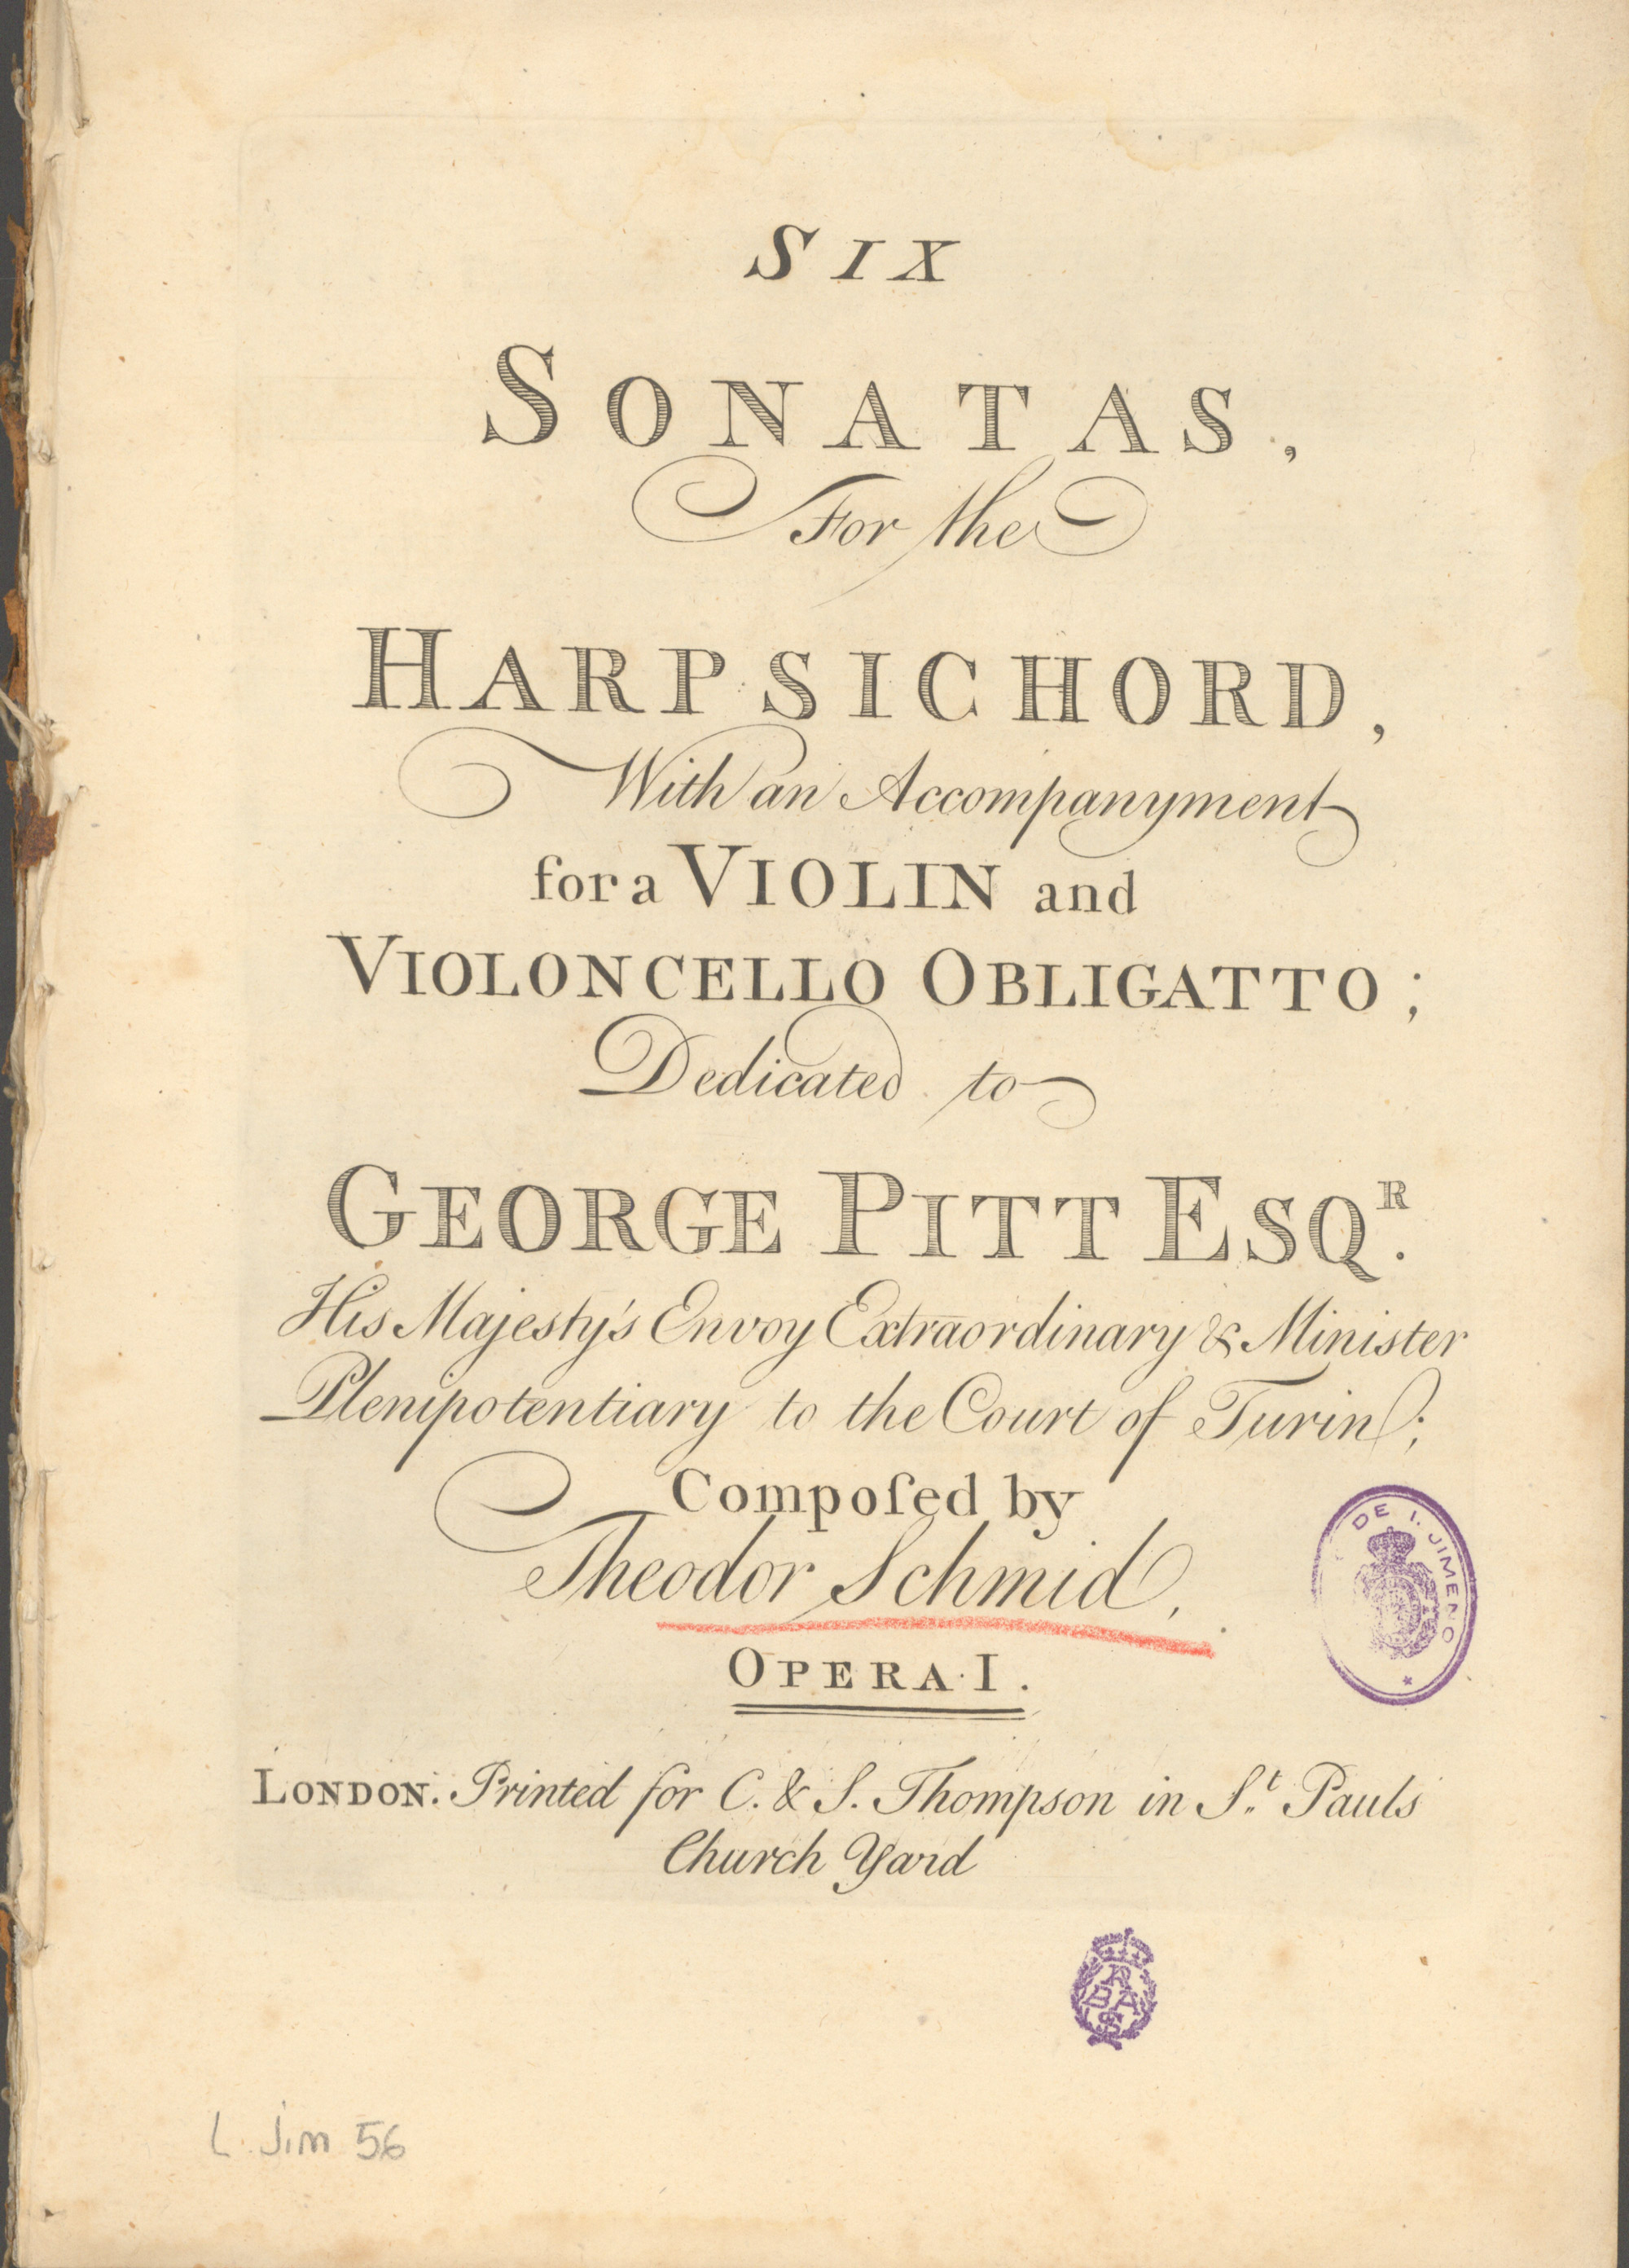 SIX
SONATAS,
For the
HARPSICHORD,
With an Accompanyment
for a VIOLIN and
VIOLONCELLO OBLIGATTO;
Dedicated to
GEORGE PITT ESQR.
His Majesty's Envoy Extraordinary & Minister
Plenipotentiary to the Court of Turin;
Compoſed by
Theodor Schmid,
OPERA I.
LONDON. Printed for C. & S. Thompson in St. Pauls
Church Yard
DE I. JIMENO
R
BA
S
L. Jim 56